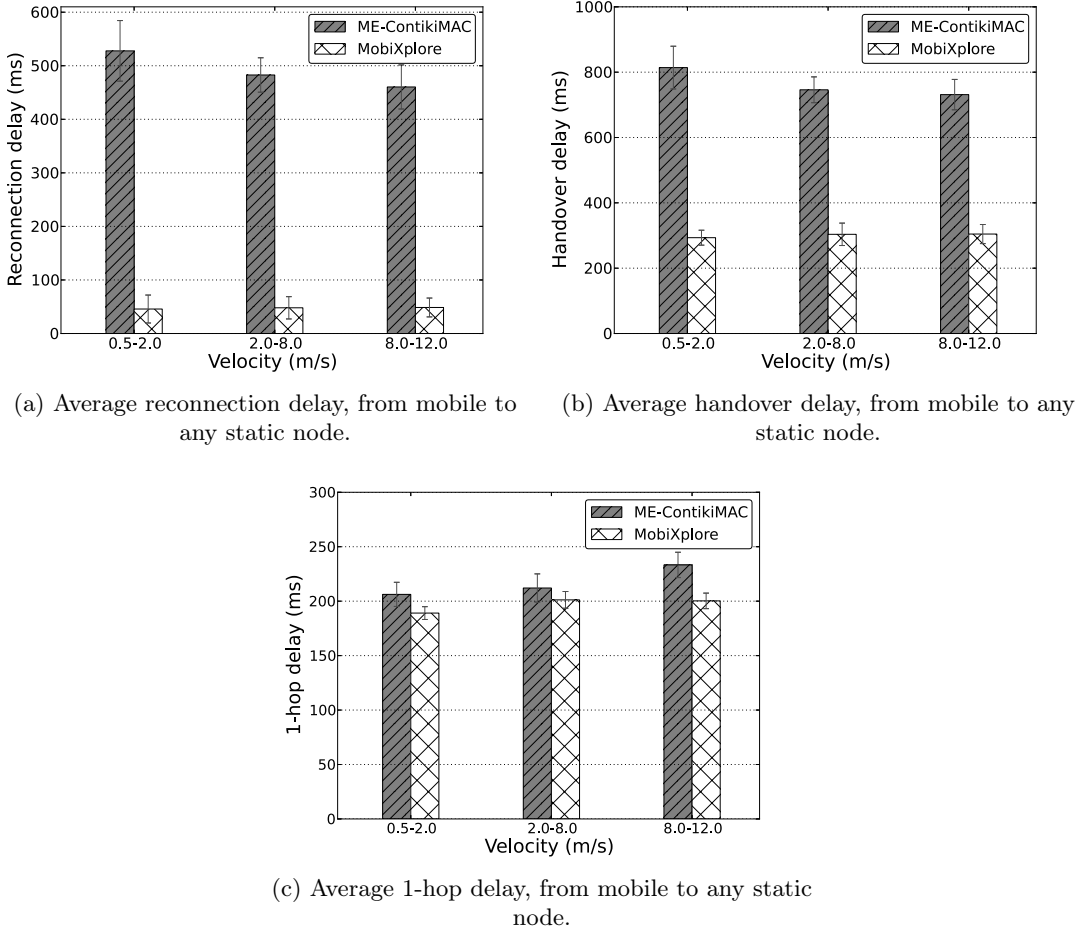 600
500
400
300
200
100
0
Reconnection delay (ms)
ME-ContikiMAC
MobiXplore
0.5-2.0 2.0-8.0 8.0-12.0
Velocity (m/s)
(a) Average reconnection delay, from mobile to
any static node.
1000
800
600
400
200
0
Handover delay (ms)
ME-ContikiMAC
MobiXplore
0.5-2.0 2.0-8.0 8.0-12.0
Velocity (m/s)
(b) Average handover delay, from mobile to any
static node.
300
250
200
150
100
50
0
1-hop delay (ms)
ME-ContikiMAC
MobiXplore
0.5-2.0 2.0-8.0 8.0-12.0
Velocity (m/s)
(c) Average 1-hop delay, from mobile to any static
node.